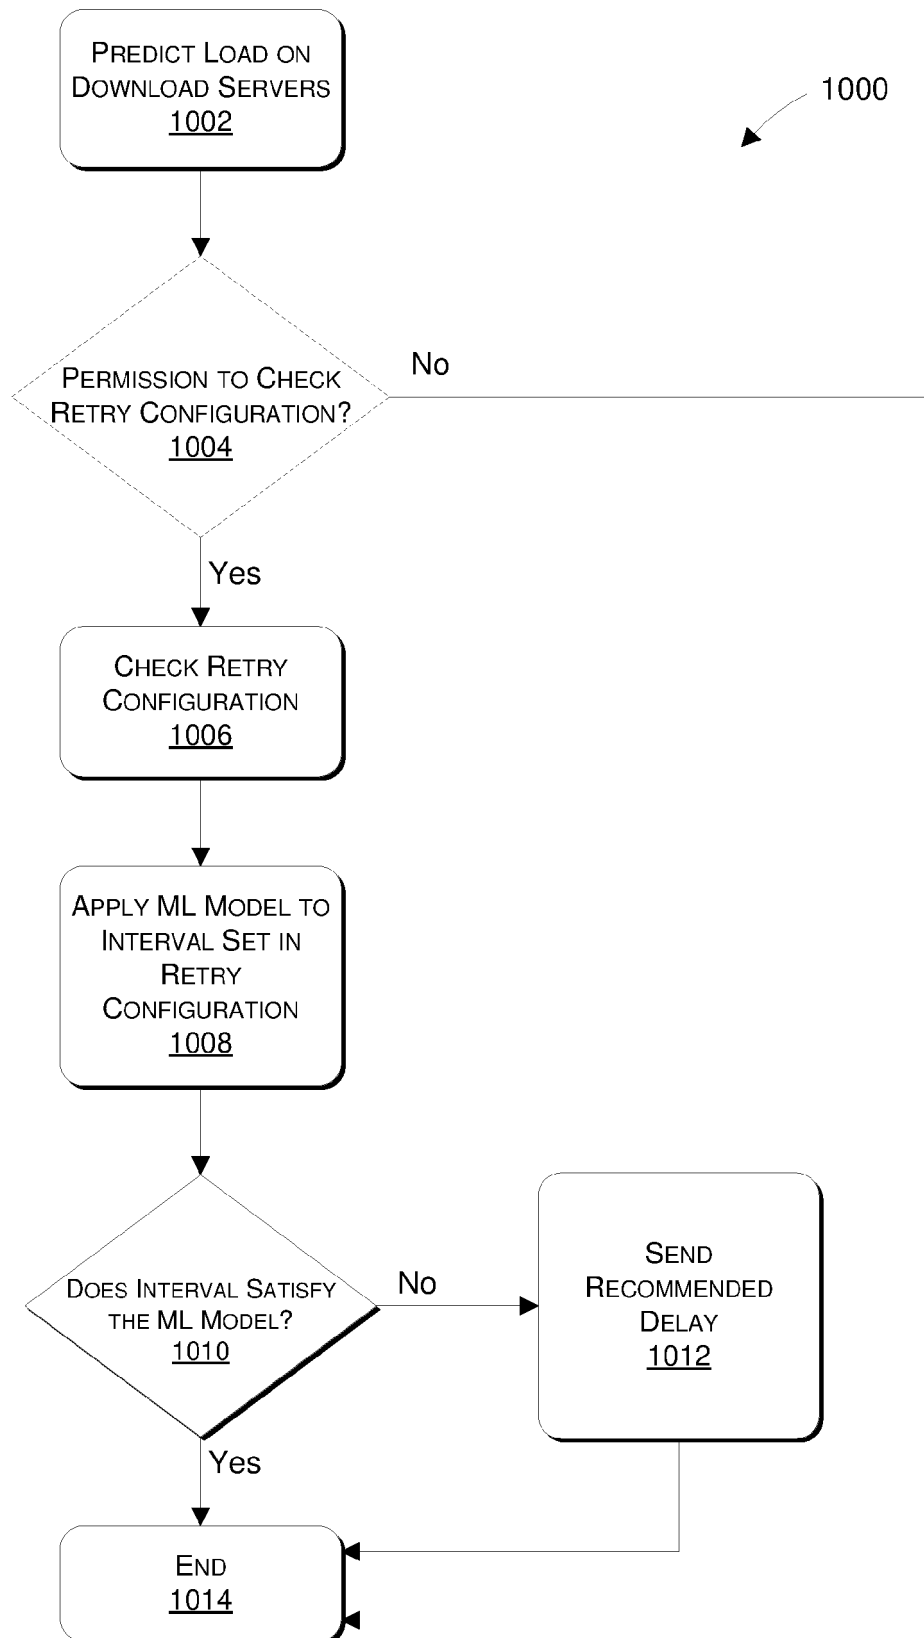 PREDICT LOAD ON
DOWNLOAD SERVERS
1002
1000
PERMISSION TO CHECK
RETRY CONFIGURATION?
1004
No
Yes
CHECK RETRY
CONFIGURATION
1006
APPLY ML MODEL TO
INTERVAL SET IN
RETRY
CONFIGURATION
1008
DOES INTERVAL SATISFY
THE ML MODEL?
1010
No
SEND
RECOMMENDED
DELAY
1012
Yes
END
1014